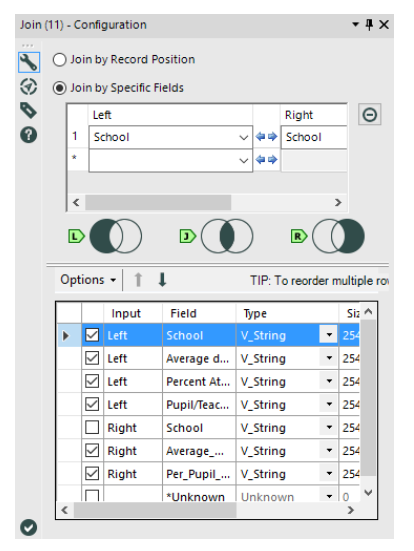 Join (11) - Configuration
Join by Record Position
Join by Specific Fields
Left Right
1 School School
*
L J R
Options TIP: To reorder multiple row
Input Field Type Siz
Left School V_String 254
Left Average d... V_String 254
Left Percent At... V_String 254
Left Pupil/Teac... V_String 254
Right School V_String 254
Right Average_... V_String 254
Right Per_Pupil_... V_String 254
*Unknown Unknown 0